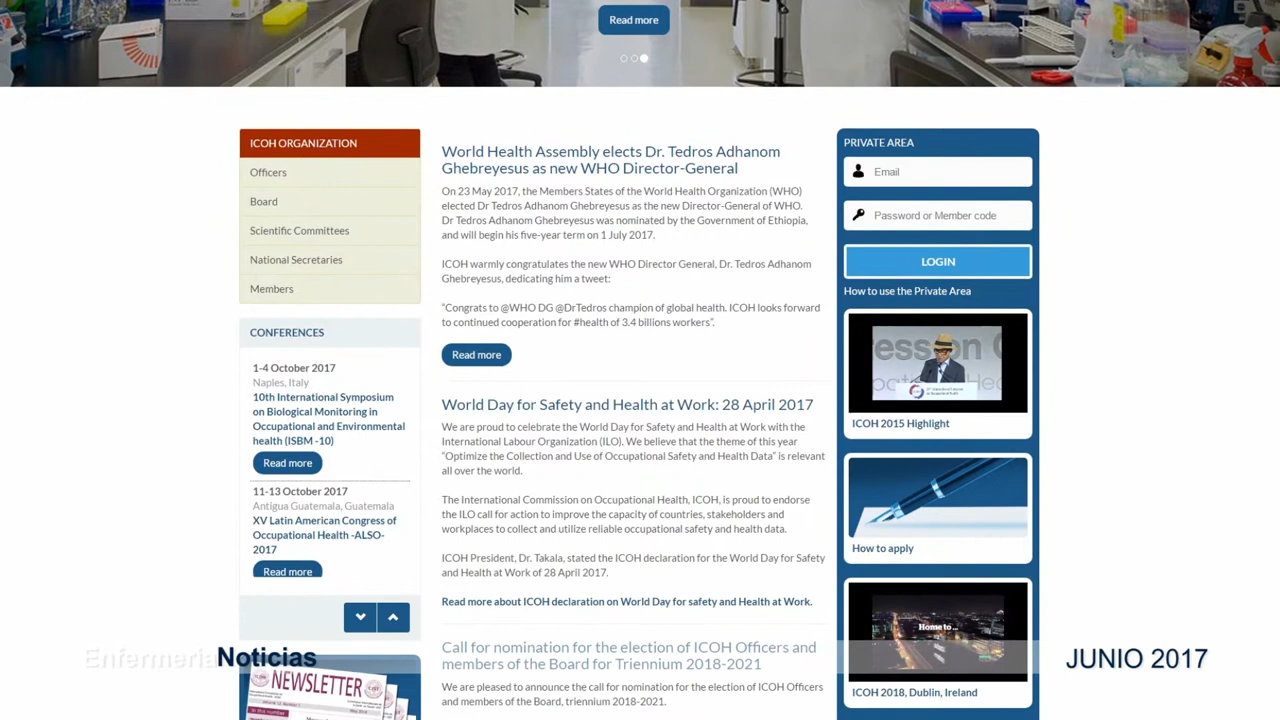 Read more
ICOH ORGANIZATION
Officers
Board
Scientific Committees
National Secretaries
Members
CONFERENCES
1-4 October 2017
Naples, Italy
10th International Symposium
on Biological Monitoring in
Occupational and Environmental
health (ISBM -10)
Read more
11-13 October 2017
Antigua Guatemala, Guatemala
XV Latin American Congress of
Occupational Health -ALSO-
2017
Read more
NEWSLETTER
World Health Assembly elects Dr. Tedros Adhanom
Ghebreyesus as new WHO Director-General
On 23 May 2017, the Members States of the World Health Organization (WHO)
elected Dr Tedros Adhanom Ghebreyesus as the new Director-General of WHO.
Dr Tedros Adhanom Ghebreyesus was nominated by the Government of Ethiopia,
and will begin his five-year term on 1 July 2017.
ICOH warmly congratulates the new WHO Director General, Dr. Tedros Adhanom
Ghebreyesus, dedicating him a tweet:
“Congrats to @WHO DG @DrTedros champion of global health. ICOH looks forward
to continued cooperation for #health of 3.4 billions workers”.
Read more
World Day for Safety and Health at Work: 28 April 2017
We are proud to celebrate the World Day for Safety and Health at Work with the
International Labour Organization (ILO). We believe that the theme of this year
“Optimize the Collection and Use of Occupational Safety and Health Data” is relevant
all over the world.
The International Commission on Occupational Health, ICOH, is proud to endorse
the ILO call for action to improve the capacity of countries, stakeholders and
workplaces to collect and utilize reliable occupational safety and health data.
ICOH President, Dr. Takala, stated the ICOH declaration for the World Day for Safety
and Health at Work of 28 April 2017.
Read more about ICOH declaration on World Day for safety and Health at Work.
Call for nomination for the election of ICOH Officers and
members of the Board for Triennium 2018-2021
We are pleased to announce the call for nomination for the election of ICOH Officers
and members of the Board, triennium 2018-2021.
PRIVATE AREA
Email
Password or Member code
LOGIN
How to use the Private Area
ICOH 2015 Highlight
How to apply
Home to ...
ICOH 2018, Dublin, Ireland
EnfermeriaNoticias
JUNIO 2017